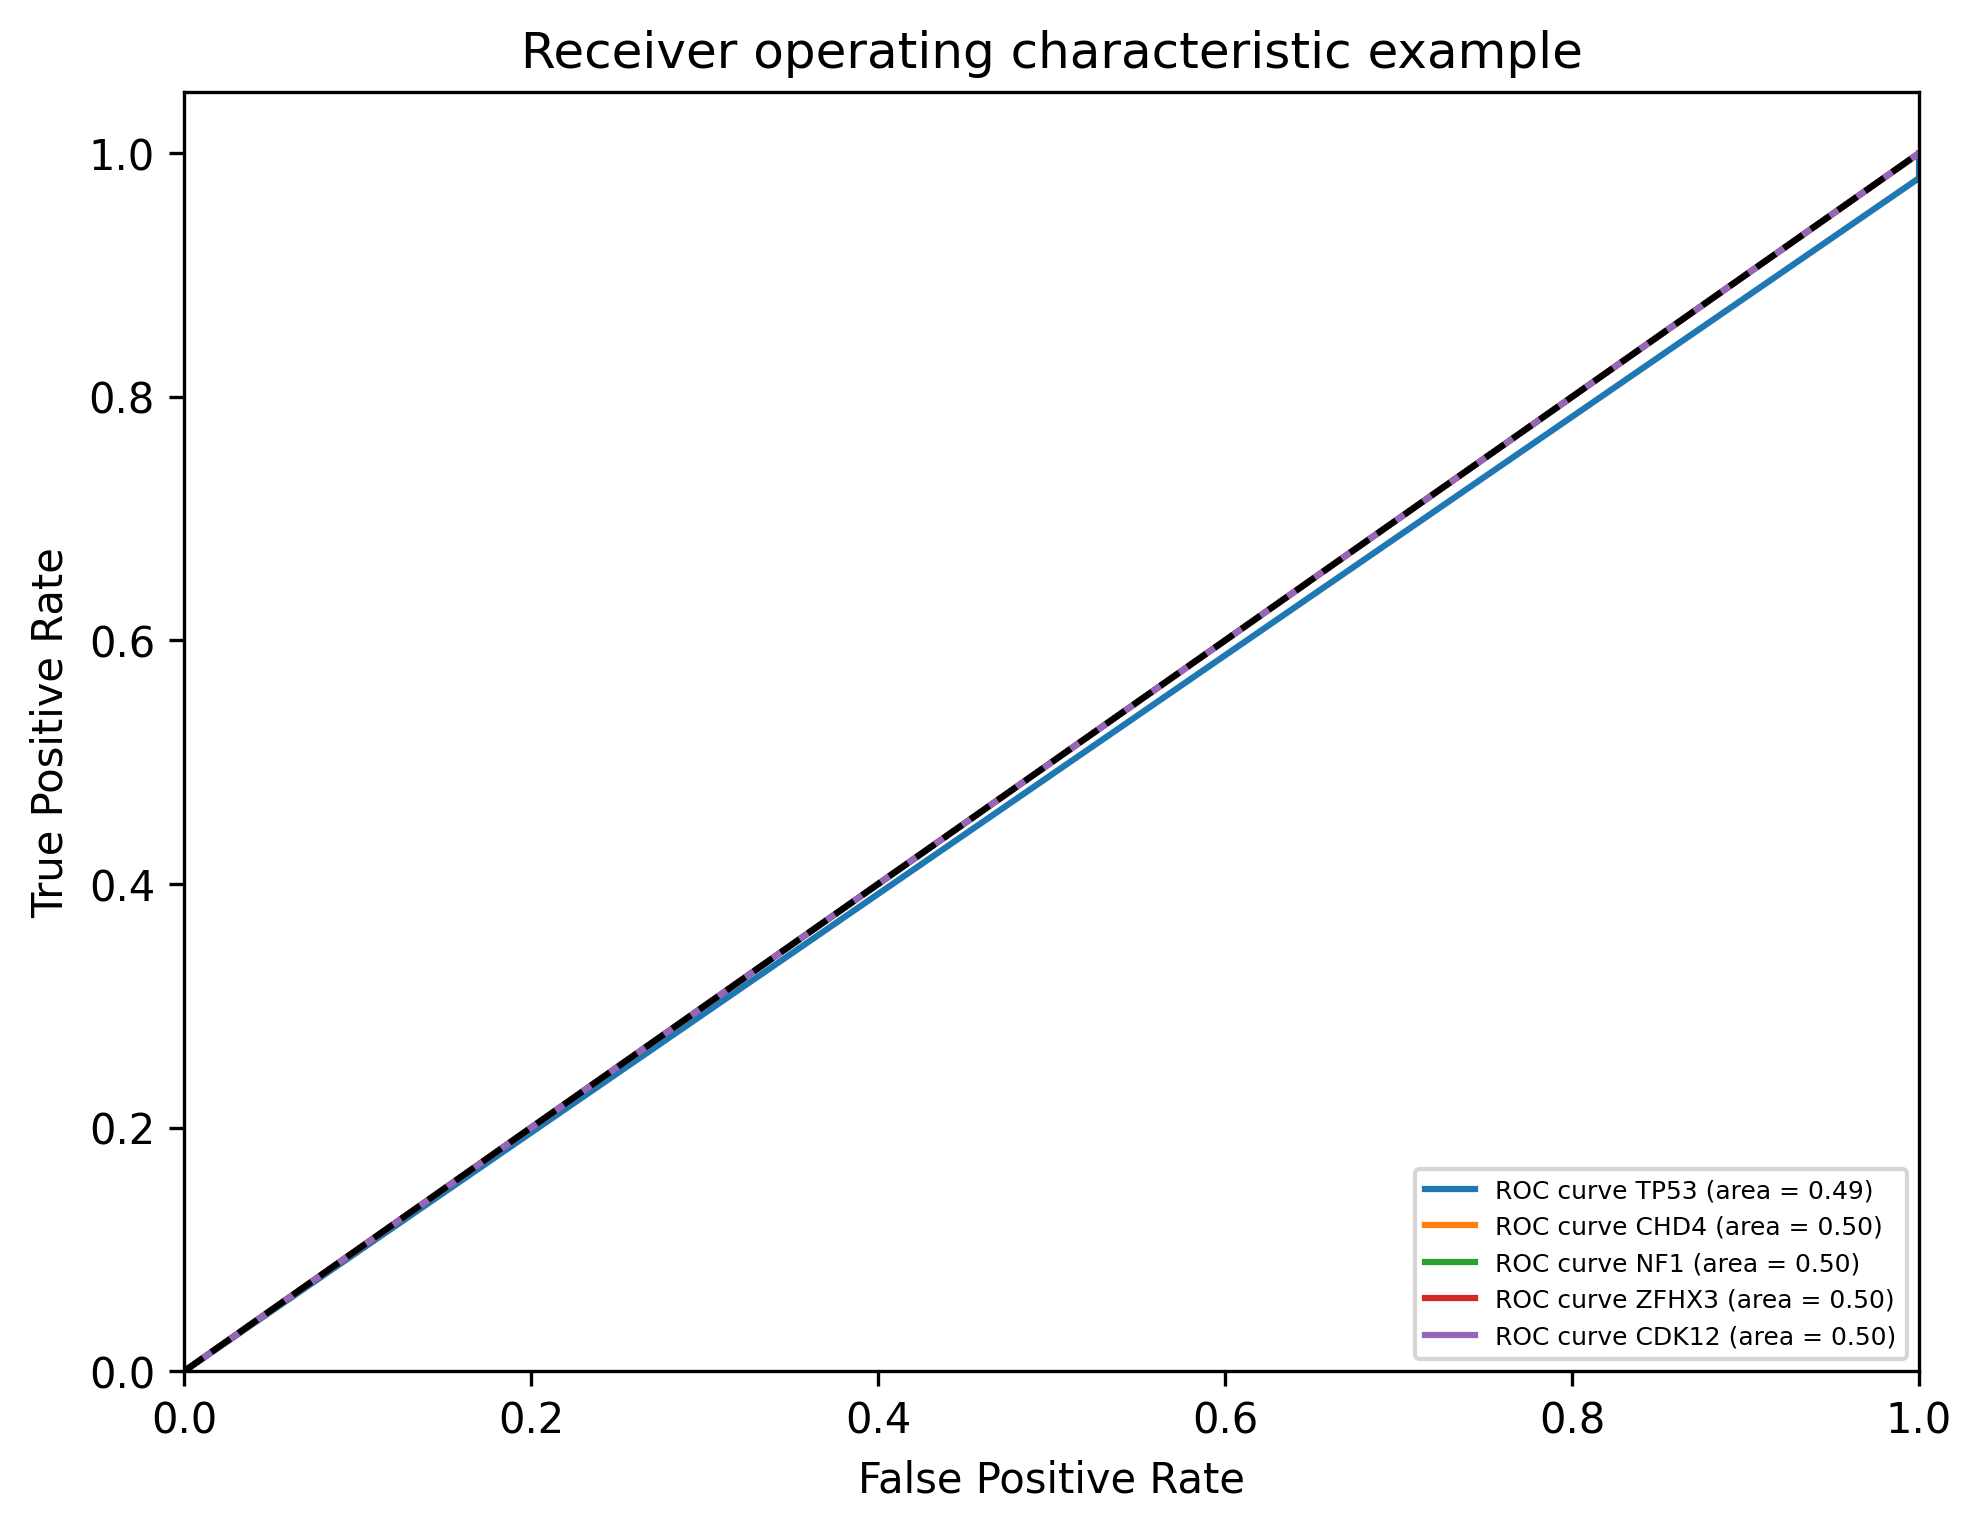 Receiver operating characteristic example
1.0
0.8
0.6
0.4
0.2
0.0
True Positive Rate
0.0 0.2 0.4 0.6 0.8 1.0
False Positive Rate
ROC curve TP53 (area = 0.49)
ROC curve CHD4 (area = 0.50)
ROC curve NF1 (area = 0.50)
ROC curve ZFHX3 (area = 0.50)
ROC curve CDK12 (area = 0.50)